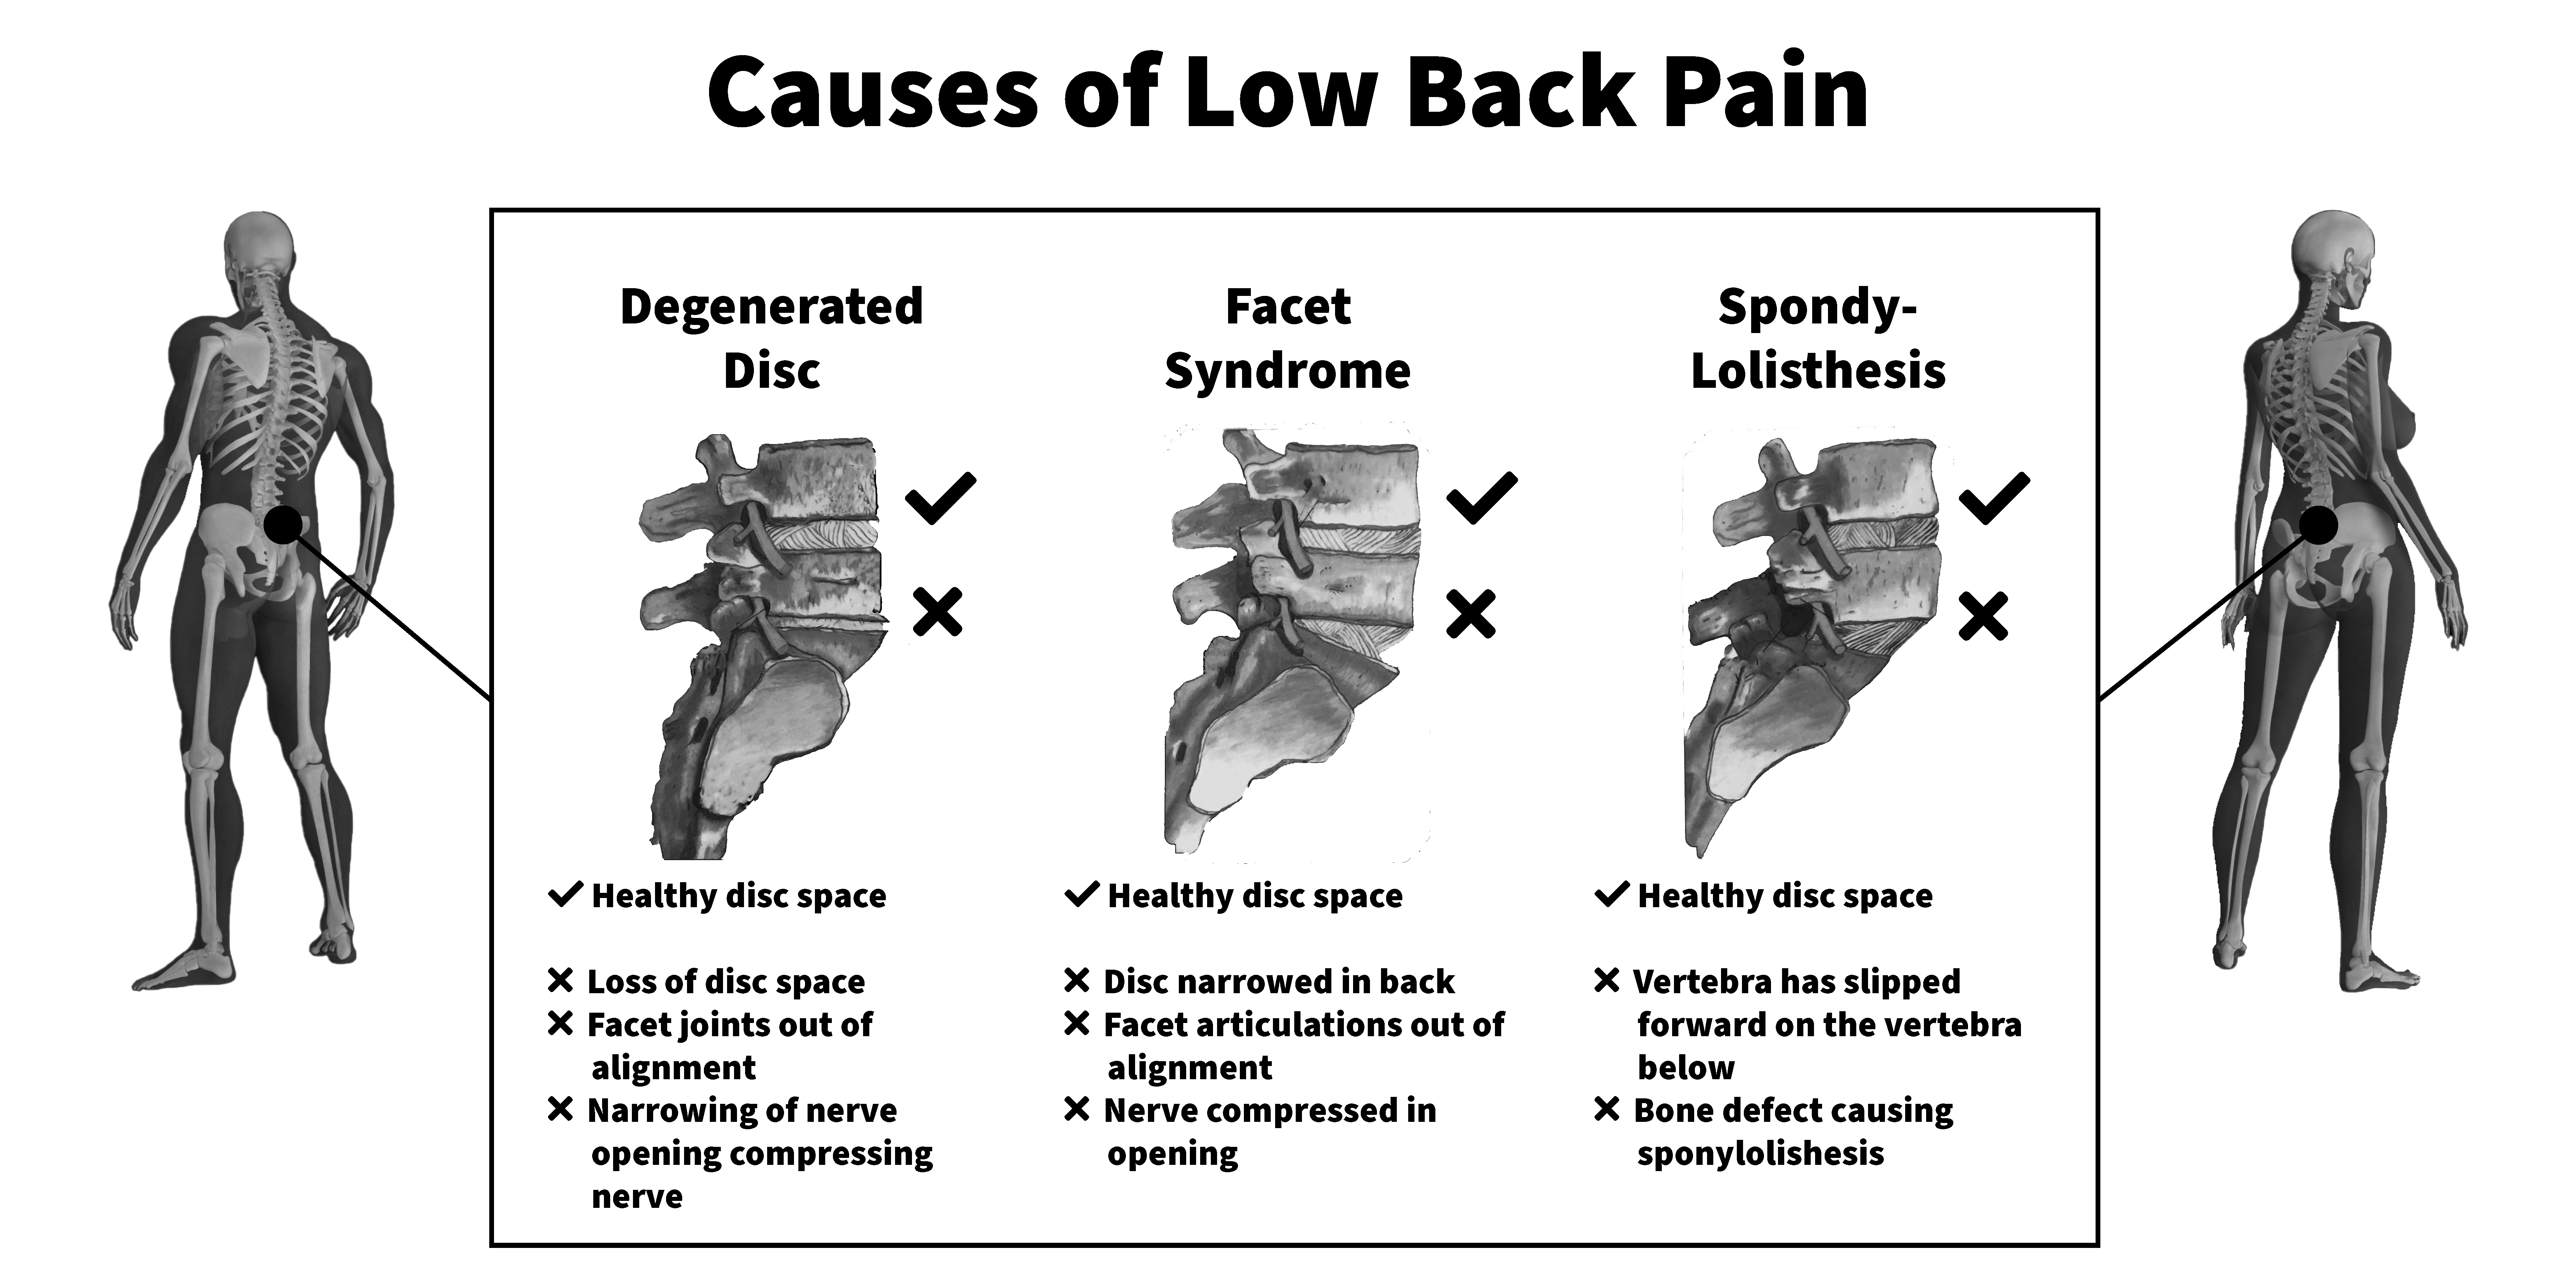 Causes of Low Back Pain
Degenerated
Disc
✓ Healthy disc space
✕ Loss of disc space
✕ Facet joints out of
alignment
✕ Narrowing of nerve
opening compressing
nerve
Facet
Syndrome
✓ Healthy disc space
✕ Disc narrowed in back
✕ Facet articulations out of
alignment
✕ Nerve compressed in
opening
Spondy-
Lolisthesis
✓ Healthy disc space
✕ Vertebra has slipped
forward on the vertebra
below
✕ Bone defect causing
sponylolishesis